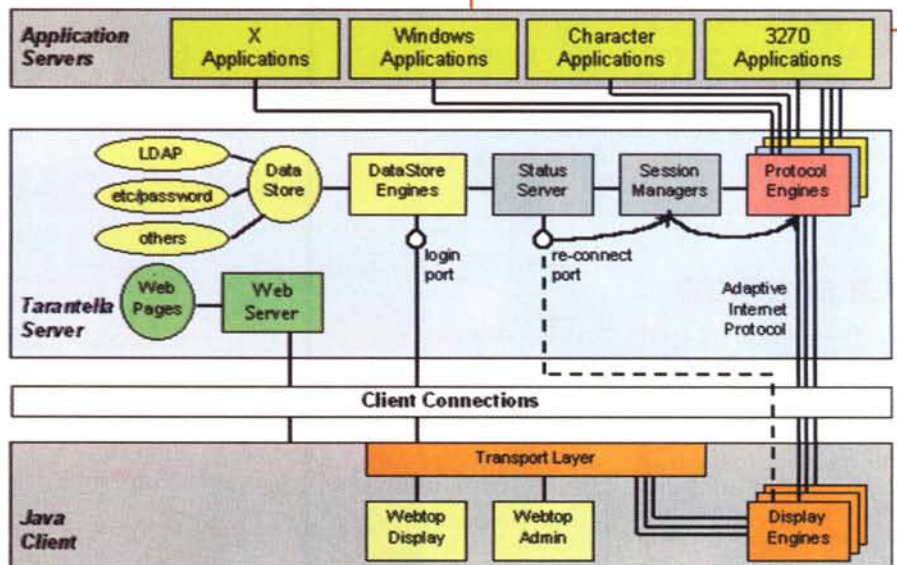 Application
Servers
X
Applications
Windows
Applications
Character
Applications
3270
Applications
LDAP
etc/password
others
Data
Store
DataStore
Engines
Status
Server
Session
Managers
Protocol
Engines
login
port
re-connect
port
Web
Pages
Web
Server
Tarantella
Server
Adaptive
Internet
Protocol
Client Connections
Transport Layer
Java
Client
Webtop
Display
Webtop
Admin
Display
Engines